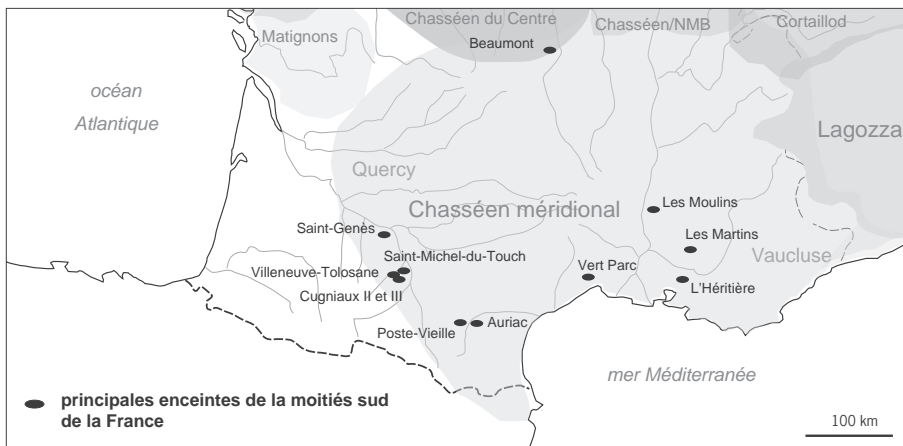 Chasséen du Centre
Chasséen/NMB
Cortaillod
Matignons
Beaumont
océan
Atlantique
Lagozza
Quercy
Chasséen méridional
Les Moulins
Saint-Genès
Les Martins
Saint-Michel-du-Touch
Vaucluse
Villeneuve-Tolosane
Vert Parc
L'Héritière
Cugniaux II et III
Poste-Vieille
Auriac
mer Méditerranée
principales enceintes de la moitiés sud
de la France
100 km